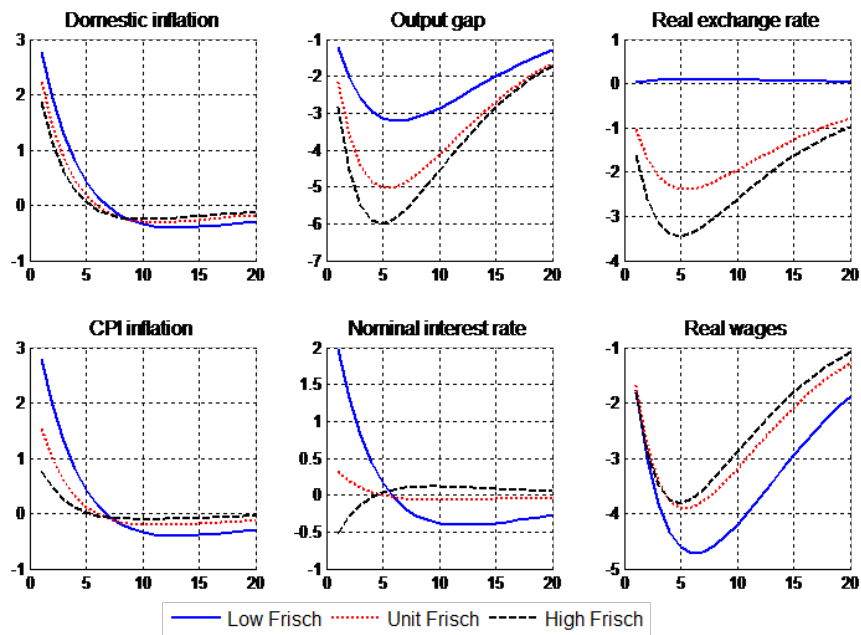 Domestic inflation
Output gap
Real exchange rate
3
2
1
0
-1
0 5 10 15 20
-1
-2
-3
-4
-5
-6
-7
0 5 10 15 20
1
0
-1
-2
-3
-4
0 5 10 15 20
CPI inflation
Nominal interest rate
Real wages
3
2
1
0
-1
0 5 10 15 20
2
1.5
1
0.5
0
-0.5
-1
0 5 10 15 20
-1
-2
-3
-4
-5
0 5 10 15 20
Low Frisch Unit Frisch High Frisch